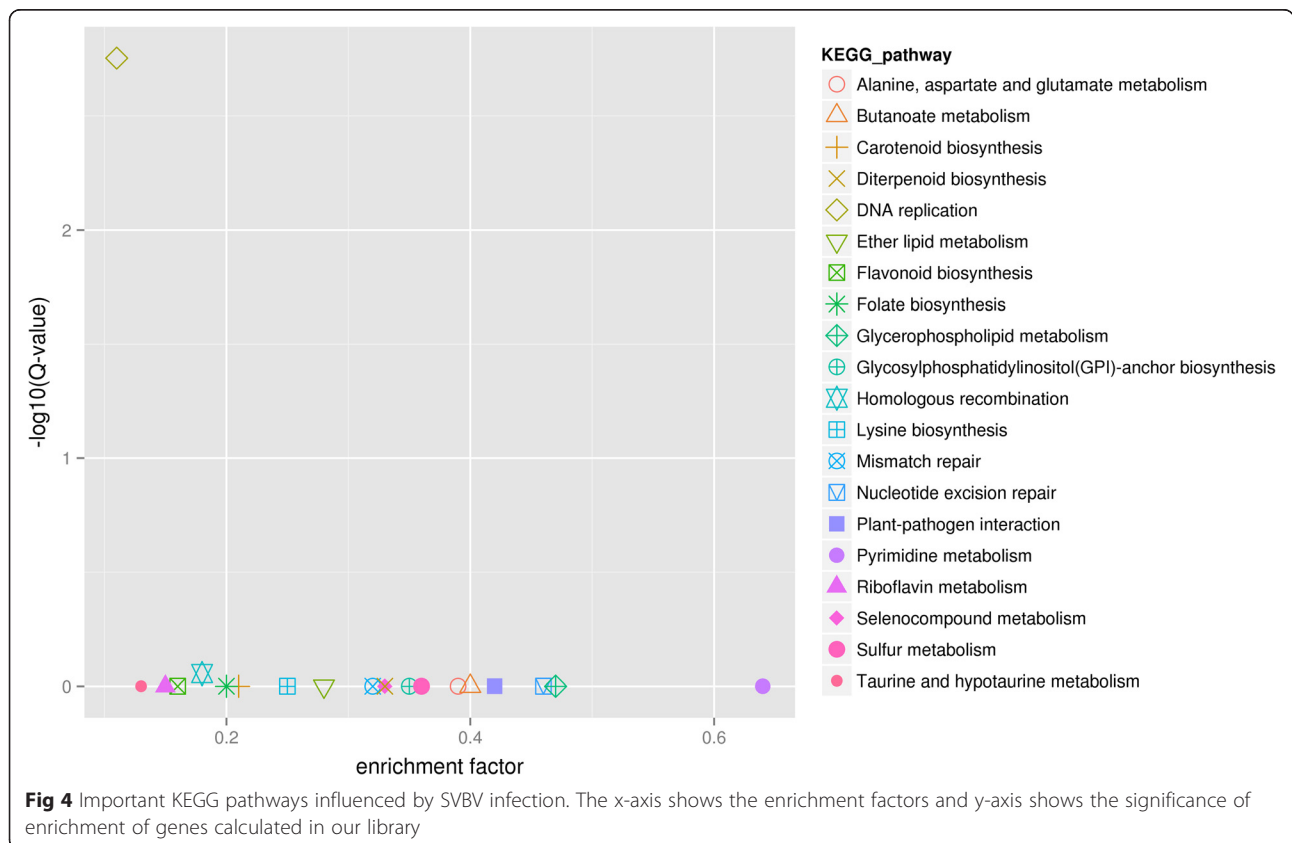 KEGG_pathway
Alanine, aspartate and glutamate metabolism
Butanoate metabolism
Carotenoid biosynthesis
Diterpenoid biosynthesis
DNA replication
Ether lipid metabolism
Flavonoid biosynthesis
Folate biosynthesis
Glycerophospholipid metabolism
Glycosylphosphatidylinositol(GPI)-anchor biosynthesis
Homologous recombination
Lysine biosynthesis
Mismatch repair
Nucleotide excision repair
Plant-pathogen interaction
Pyrimidine metabolism
Riboflavin metabolism
Selenocompound metabolism
Sulfur metabolism
Taurine and hypotaurine metabolism
-log10(Q-value)
2
1
0
0.2
0.4
0.6
enrichment factor
Fig 4 Important KEGG pathways influenced by SVBV infection. The x-axis shows the enrichment factors and y-axis shows the significance of
enrichment of genes calculated in our library